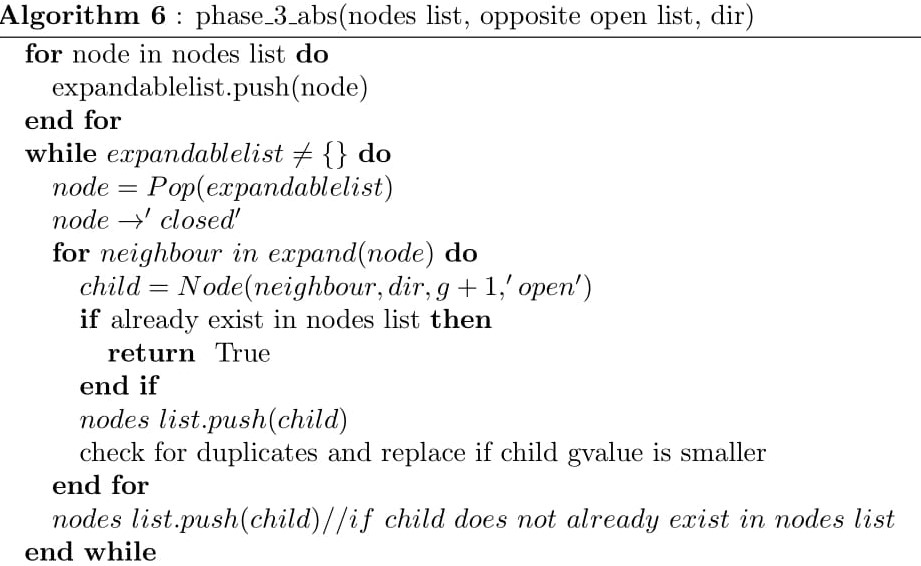 Algorithm 6 : phase_3_abs(nodes list, opposite open list, dir)
for node in nodes list do
expandablelist.push(node)
end for
while expandablelist ≠ {} do
node = Pop(expandablelist)
node →′ closed′
for neighbour in expand(node) do
child = Node(neighbour, dir, g + 1,′ open′)
if already exist in nodes list then
return True
end if
nodes list.push(child)
check for duplicates and replace if child gvalue is smaller
end for
nodes list.push(child)//if child does not already exist in nodes list
end while